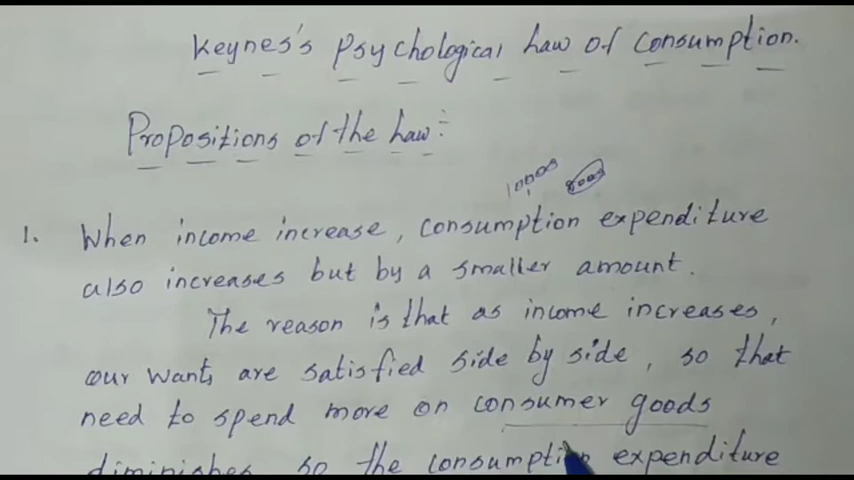 Keynes's Psychological Law of Consumption.
Propositions of the Law:
1. When income increase, consumption expenditure
also increases but by a smaller amount.
The reason is that as income increases,
our wants are satisfied side by side, so that
need to spend more on consumer goods
diminishes so the consumption expenditure